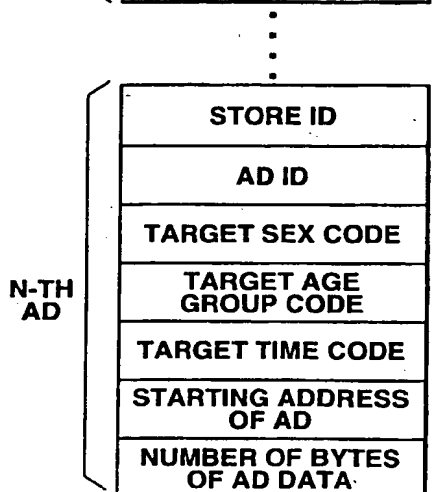 STORE ID
AD ID
TARGET SEX CODE
N-TH
AD
TARGET AGE
GROUP CODE
TARGET TIME CODE
STARTING ADDRESS
OF AD
NUMBER OF BYTES
OF AD DATA